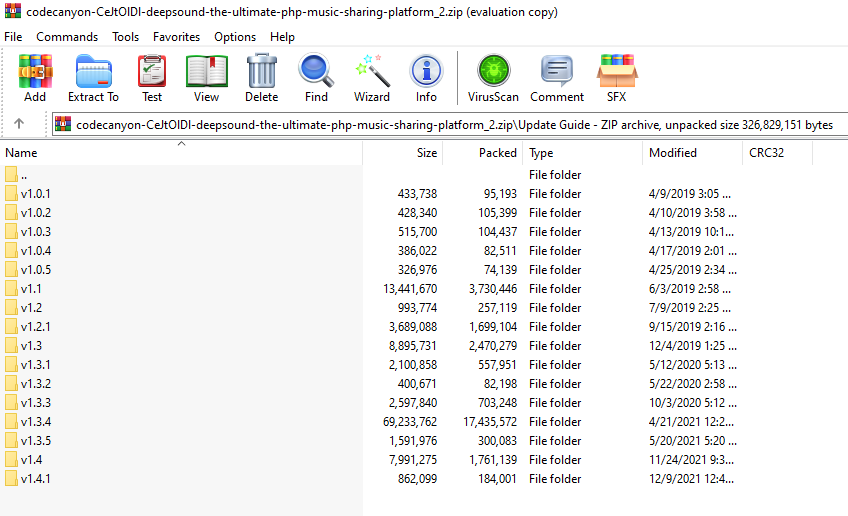 codecanyon-CeJtOIDI-deepsound-the-ultimate-php-music-sharing-platform_2.zip (evaluation copy)
File Commands Tools Favorites Options Help
Add Extract To Test View Delete Find Wizard Info VirusScan Comment SFX
codecanyon-CeJtOIDI-deepsound-the-ultimate-php-music-sharing-platform_2.zip\Update Guide - ZIP archive, unpacked size 326,829,151 bytes
Name Size Packed Type Modified CRC32
.. File folder
v1.0.1 433,738 95,193 File folder 4/9/2019 3:05 ...
v1.0.2 428,340 105,399 File folder 4/10/2019 3:58 ...
v1.0.3 515,700 104,437 File folder 4/13/2019 10:1...
v1.0.4 386,022 82,511 File folder 4/17/2019 2:01 ...
v1.0.5 326,976 74,139 File folder 4/25/2019 2:34 ...
v1.1 13,441,670 3,730,446 File folder 6/3/2019 2:58 ...
v1.2 993,774 257,119 File folder 7/9/2019 2:25 ...
v1.2.1 3,689,088 1,699,104 File folder 9/15/2019 2:16 ...
v1.3 8,895,731 2,470,279 File folder 12/4/2019 1:25 ...
v1.3.1 2,100,858 557,951 File folder 5/12/2020 5:13 ...
v1.3.2 400,671 82,198 File folder 5/22/2020 2:58 ...
v1.3.3 2,597,840 703,248 File folder 10/3/2020 5:12 ...
v1.3.4 69,233,762 17,435,572 File folder 4/21/2021 12:2...
v1.3.5 1,591,976 300,083 File folder 5/20/2021 5:20 ...
v1.4 7,991,275 1,761,139 File folder 11/24/2021 9:3...
v1.4.1 862,099 184,001 File folder 12/9/2021 12:4...